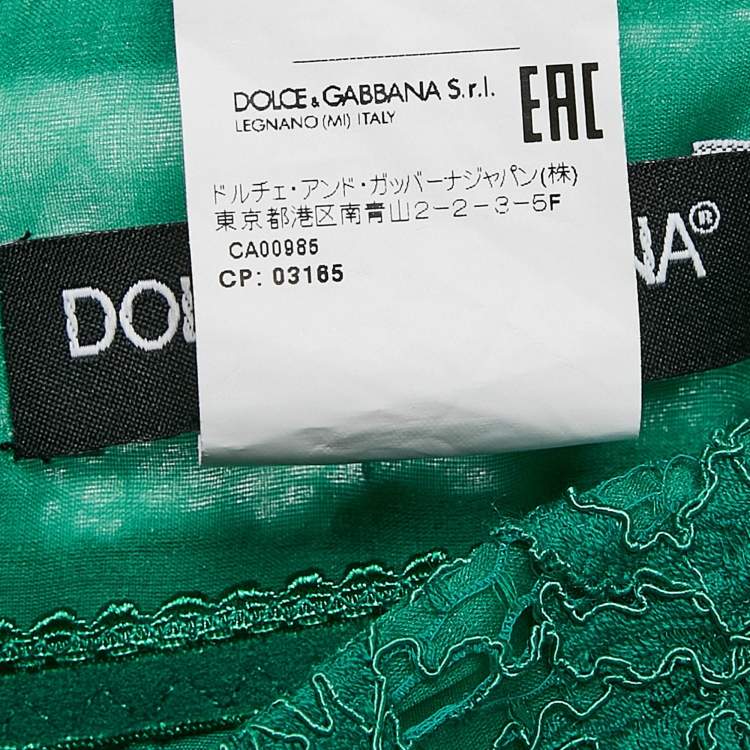 DOLCE & GABBANA S.r.l.
LEGNANO (MI) ITALY
EAC
ドルチェ・アンド・ガッバーナジャパン(株)
東京都港区南青山2-2-3-5F
CA00985
CP: 03165
DOL
NA®